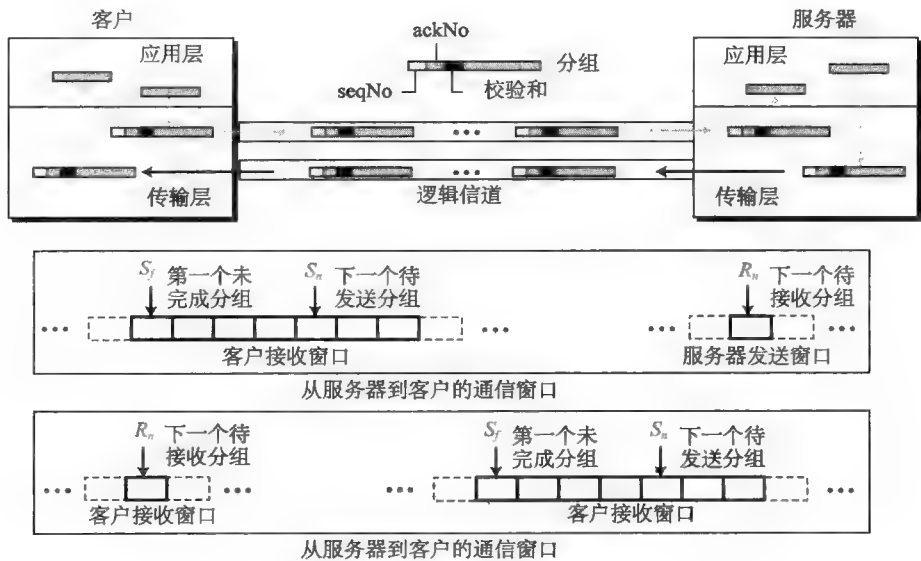 客户
服务器
应用层
ackNo
分组
seqNo
校验和
应用层
•••
•••
传输层
逻辑信道
传输层
S_f 第一个未
完成分组
S_n 下一个待
发送分组
R_n 下一个待
接收分组
••• ••• ••• •••
客户接收窗口
服务器发送窗口
从服务器到客户的通信窗口
R_n 下一个待
接收分组
S_f 第一个未
完成分组
S_n 下一个待
发送分组
••• ••• ••• •••
客户接收窗口
客户接收窗口
从服务器到客户的通信窗口